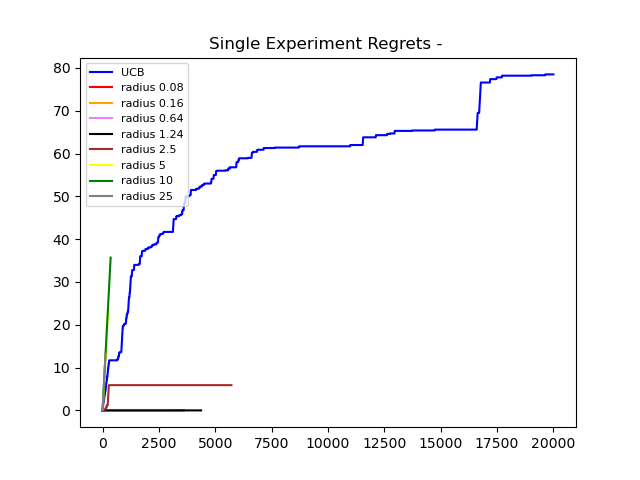 Single Experiment Regrets -
80
70
60
50
40
30
20
10
0
UCB
radius 0.08
radius 0.16
radius 0.64
radius 1.24
radius 2.5
radius 5
radius 10
radius 25
0 2500 5000 7500 10000 12500 15000 17500 20000